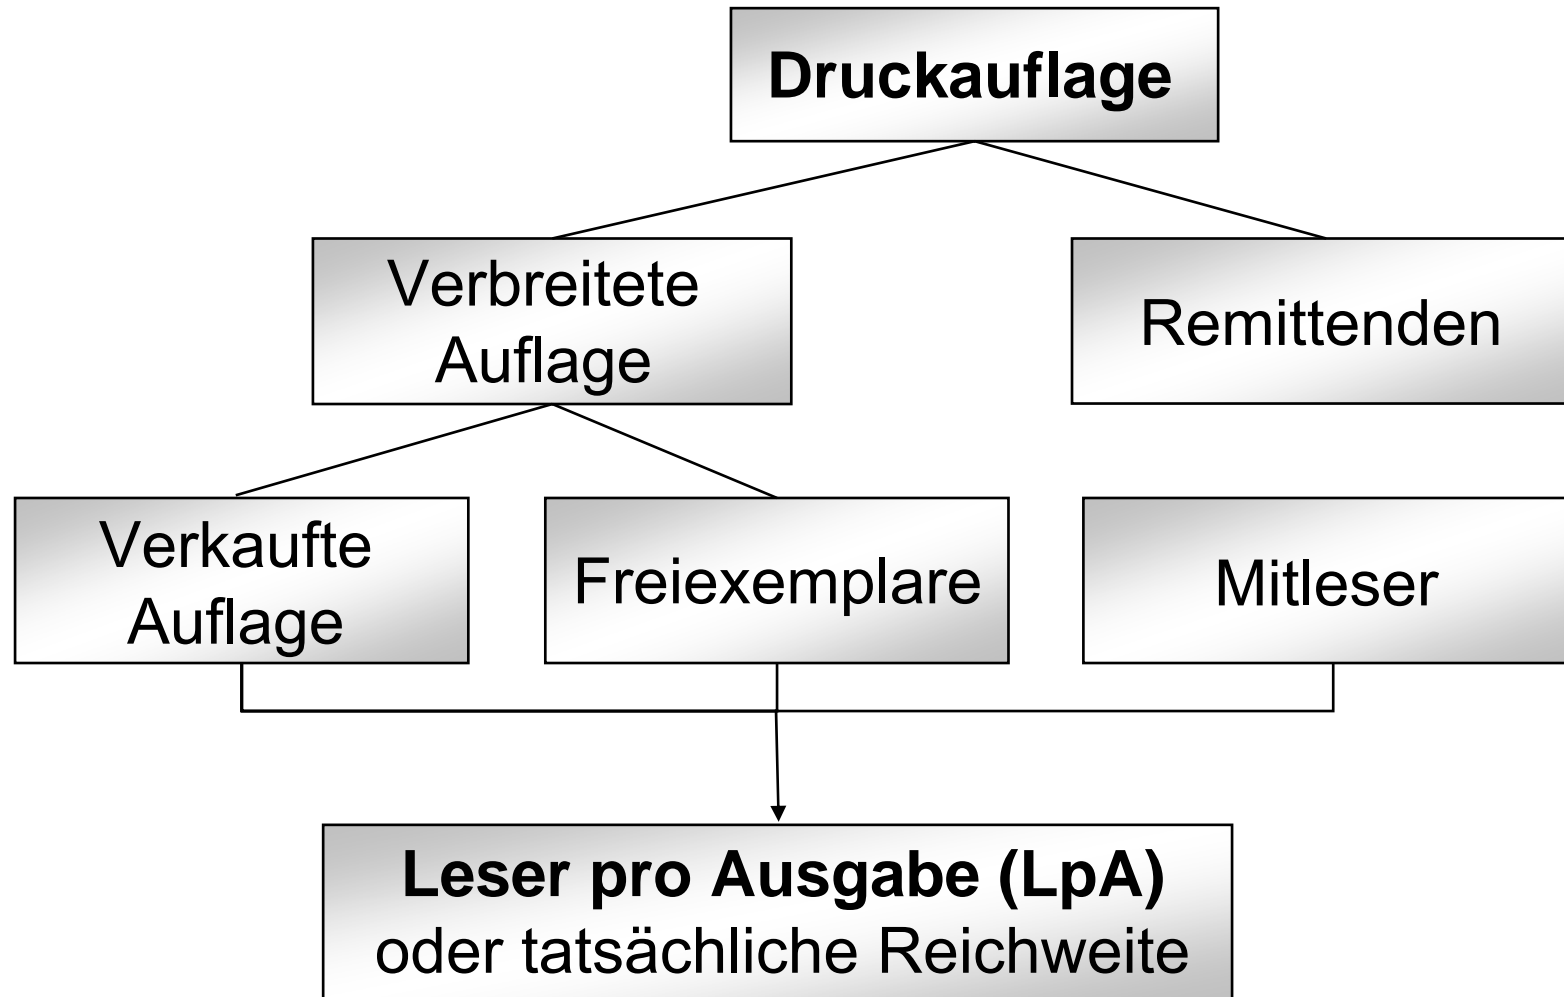 Druckauflage
Verbreitete
Auflage
Remittenden
Verkaufte
Auflage
Freiexemplare
Mitleser
Leser pro Ausgabe (LpA)
oder tatsächliche Reichweite